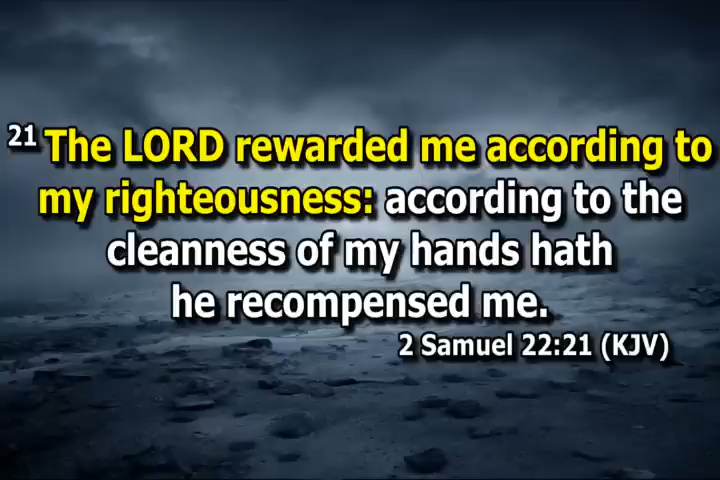 21 The LORD rewarded me according to
my righteousness: according to the
cleanness of my hands hath
he recompensed me.
2 Samuel 22:21 (KJV)